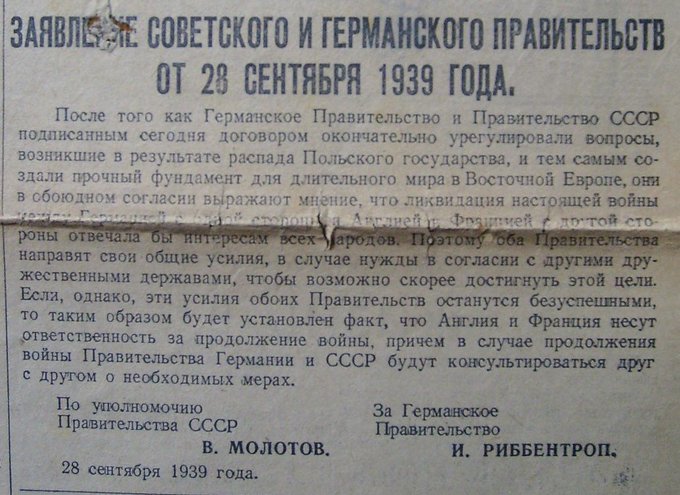 ЗАЯВЛЕНИЕ СОВЕТСКОГО И ГЕРМАНСКОГО ПРАВИТЕЛЬСТВ
ОТ 28 СЕНТЯБРЯ 1939 ГОДА.
После того как Германское Правительство и Правительство СССР
подписанным сегодня договором окончательно урегулировали вопросы,
возникшие в результате распада Польского государства, и тем самым со-
здали прочный фундамент для длительного мира в Восточной Европе, они
в обоюдном согласии выражают мнение, что ликвидация настоящей войны
между Германией с одной стороны и Англией и Францией с другой сто-
роны отвечала бы интересам всех народов. Поэтому оба Правительства
направят свои общие усилия, в случае нужды в согласии с другими дру-
жественными державами, чтобы возможно скорее достигнуть этой цели.
Если, однако, эти усилия обоих Правительств останутся безуспешными,
то таким образом будет установлен факт, что Англия и Франция несут
ответственность за продолжение войны, причем в случае продолжения
войны Правительства Германии и СССР будут консультироваться друг
с другом о необходимых мерах.
По уполномочию
Правительства СССР
В. МОЛОТОВ.
За Германское
Правительство
И. РИББЕНТРОП.
28 сентября 1939 года.